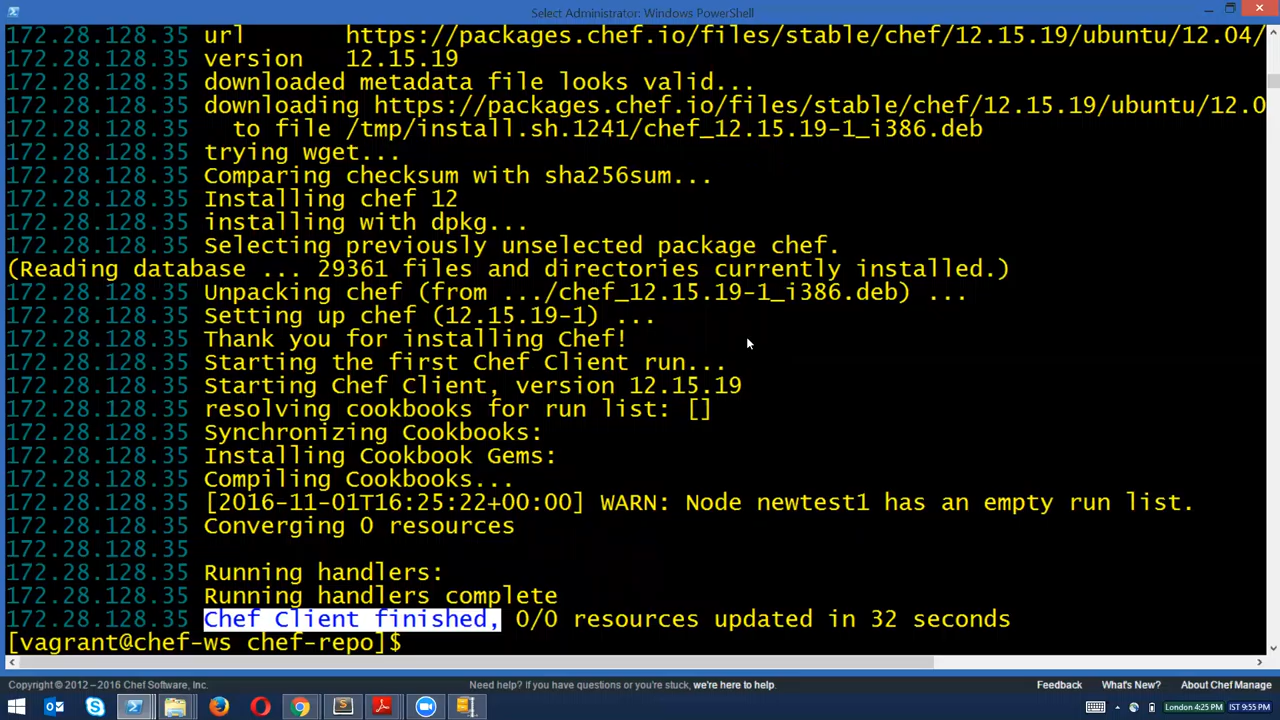 Select Administrator: Windows PowerShell
172.28.128.35 url      https://packages.chef.io/files/stable/chef/12.15.19/ubuntu/12.04/
172.28.128.35 version   12.15.19
172.28.128.35 downloaded metadata file looks valid...
172.28.128.35 downloading https://packages.chef.io/files/stable/chef/12.15.19/ubuntu/12.0
172.28.128.35   to file /tmp/install.sh.1241/chef_12.15.19-1_i386.deb
172.28.128.35 trying wget...
172.28.128.35 Comparing checksum with sha256sum...
172.28.128.35 Installing chef 12
172.28.128.35 installing with dpkg...
172.28.128.35 Selecting previously unselected package chef.
(Reading database ... 29361 files and directories currently installed.)
172.28.128.35 Unpacking chef (from .../chef_12.15.19-1_i386.deb) ...
172.28.128.35 Setting up chef (12.15.19-1) ...
172.28.128.35 Thank you for installing Chef!
172.28.128.35 Starting the first Chef Client run...
172.28.128.35 Starting Chef Client, version 12.15.19
172.28.128.35 resolving cookbooks for run list: []
172.28.128.35 Synchronizing Cookbooks:
172.28.128.35 Installing Cookbook Gems:
172.28.128.35 Compiling Cookbooks...
172.28.128.35 [2016-11-01T16:25:22+00:00] WARN: Node newtest1 has an empty run list.
172.28.128.35 Converging 0 resources
172.28.128.35
172.28.128.35 Running handlers:
172.28.128.35 Running handlers complete
172.28.128.35 Chef Client finished, 0/0 resources updated in 32 seconds
[vagrant@chef-ws chef-repo]$
Copyright © 2012–2016 Chef Software, Inc. Need help? If you have questions or you're stuck, we're here to help. Feedback What's New? About Chef Manage
London 4:25 PM IST 9:55 PM